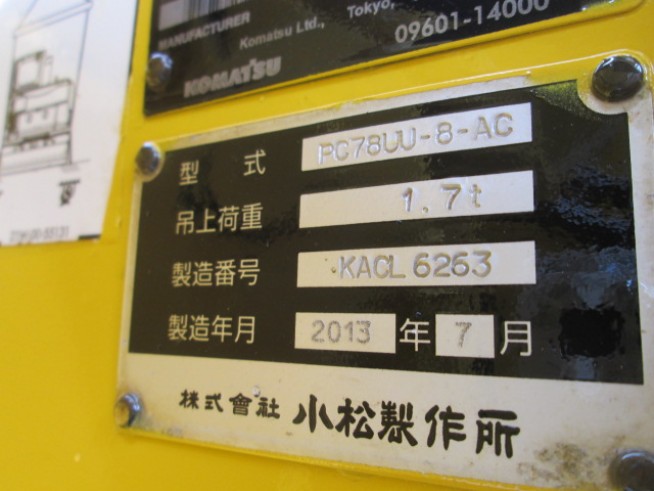 MANUFACTURER
Komatsu Ltd., Tokyo,
09601-14000
KOMATSU
型 式 PC78UU-8-AC
吊上荷重 1.7t
製造番号 KACL6263
製造年月 2013 年 7 月
株式會社 小松製作所